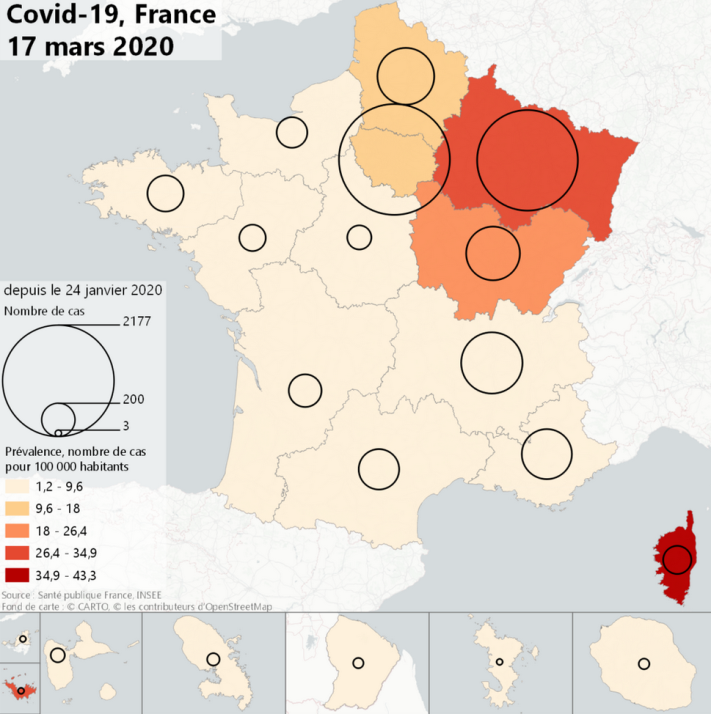 Covid-19, France
17 mars 2020
depuis le 24 janvier 2020
Nombre de cas
2177
200
3
Prévalence, nombre de cas
pour 100 000 habitants
1,2 - 9,6
9,6 - 18
18 - 26,4
26,4 - 34,9
34,9 - 43,3
Source : Santé publique France, INSEE
Fond de carte : © CARTO, © les contributeurs d'OpenStreetMap